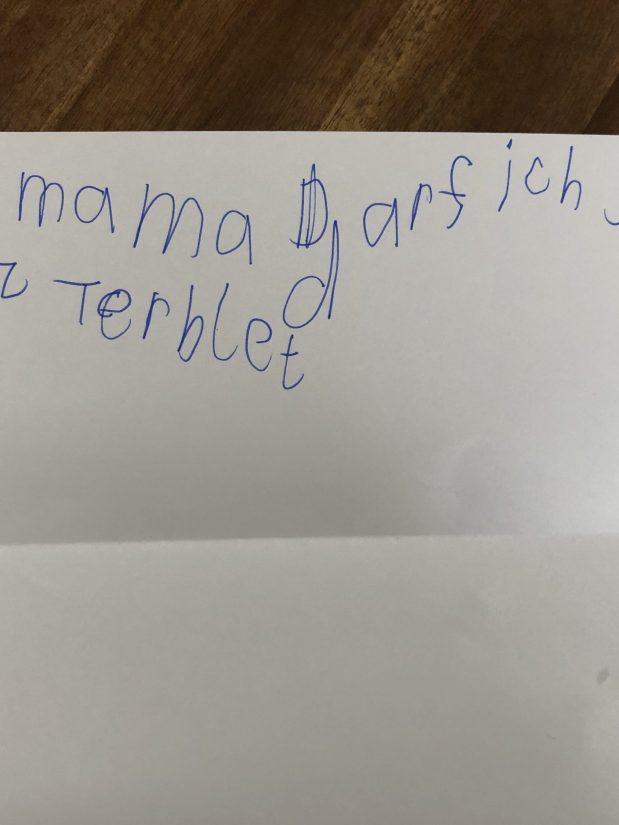 mama Darf ich
Terblet
d